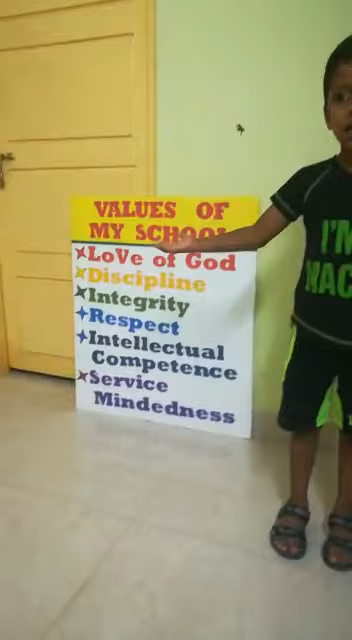 VALUES OF
MY SCHOOL
LoVe of God
Discipline
Integrity
Respect
Intellectual
Competence
Service
Mindedness
I'M